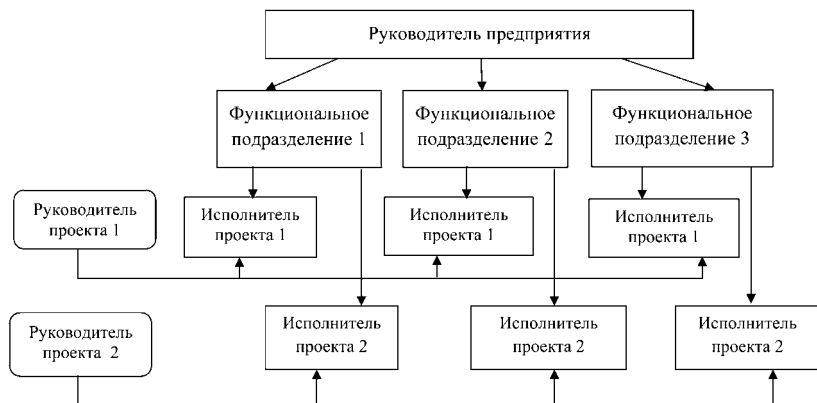 Руководитель предприятия
Функциональное
подразделение 1
Функциональное
подразделение 2
Функциональное
подразделение 3
Руководитель
проекта 1
Исполнитель
проекта 1
Исполнитель
проекта 1
Исполнитель
проекта 1
Руководитель
проекта 2
Исполнитель
проекта 2
Исполнитель
проекта 2
Исполнитель
проекта 2